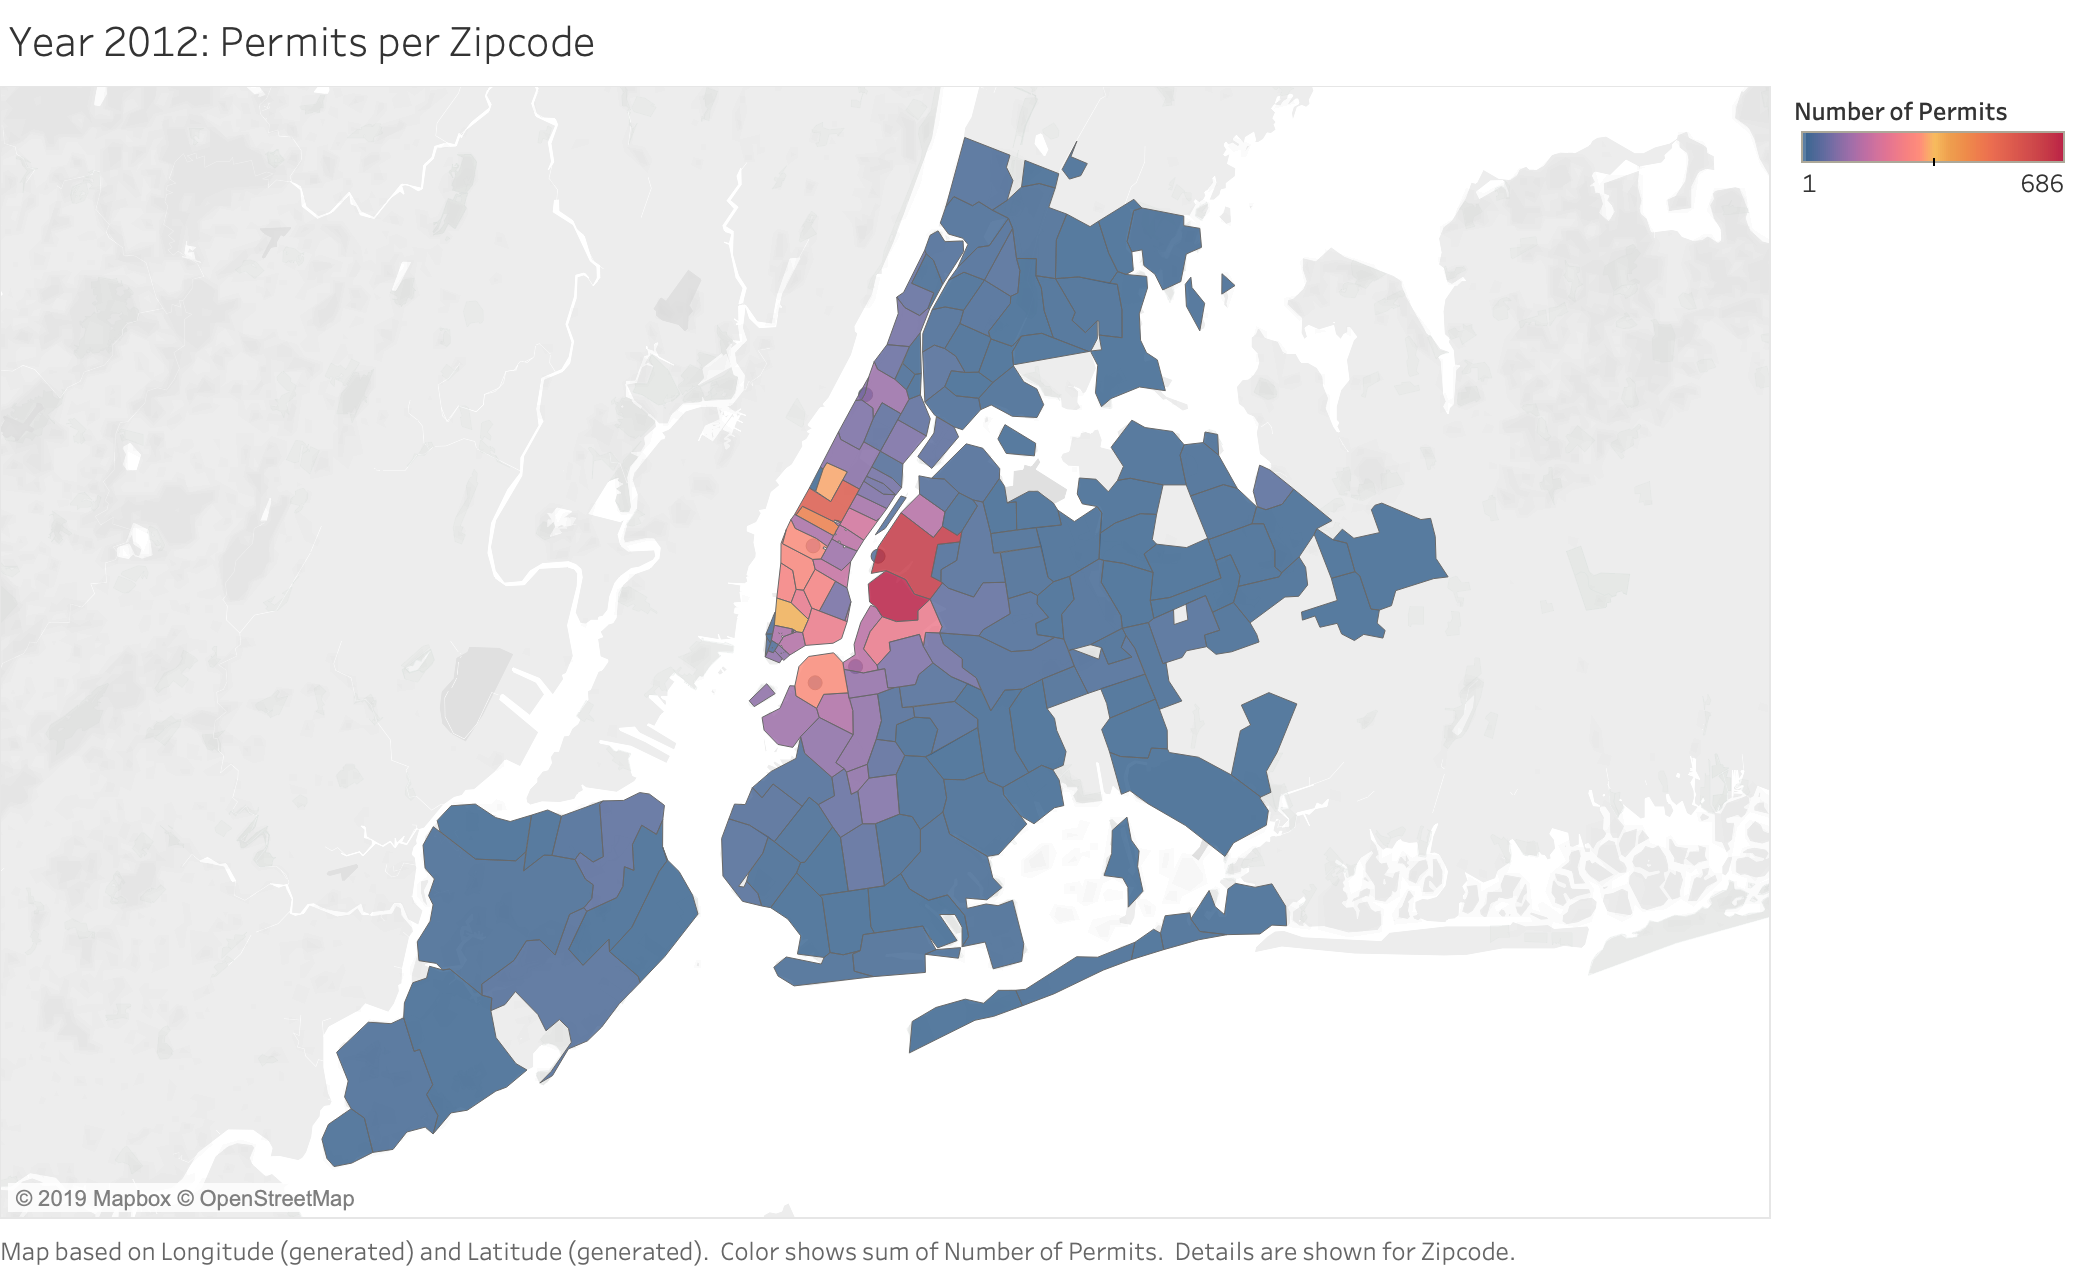 Year 2012: Permits per Zipcode
Number of Permits
1 686
© 2019 Mapbox © OpenStreetMap
Map based on Longitude (generated) and Latitude (generated). Color shows sum of Number of Permits. Details are shown for Zipcode.